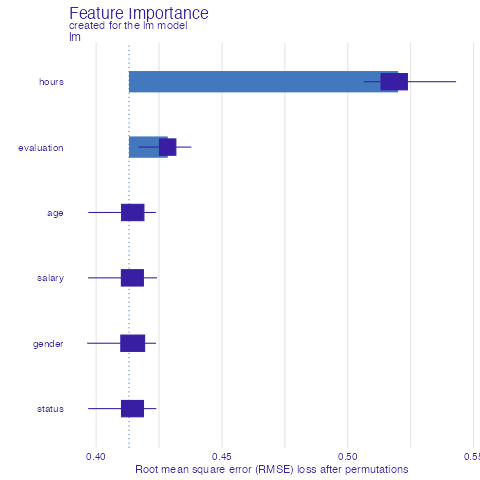 Feature Importance
created for the lm model
lm
hours
evaluation
age
salary
gender
status
0.40 0.45 0.50 0.55
Root mean square error (RMSE) loss after permutations